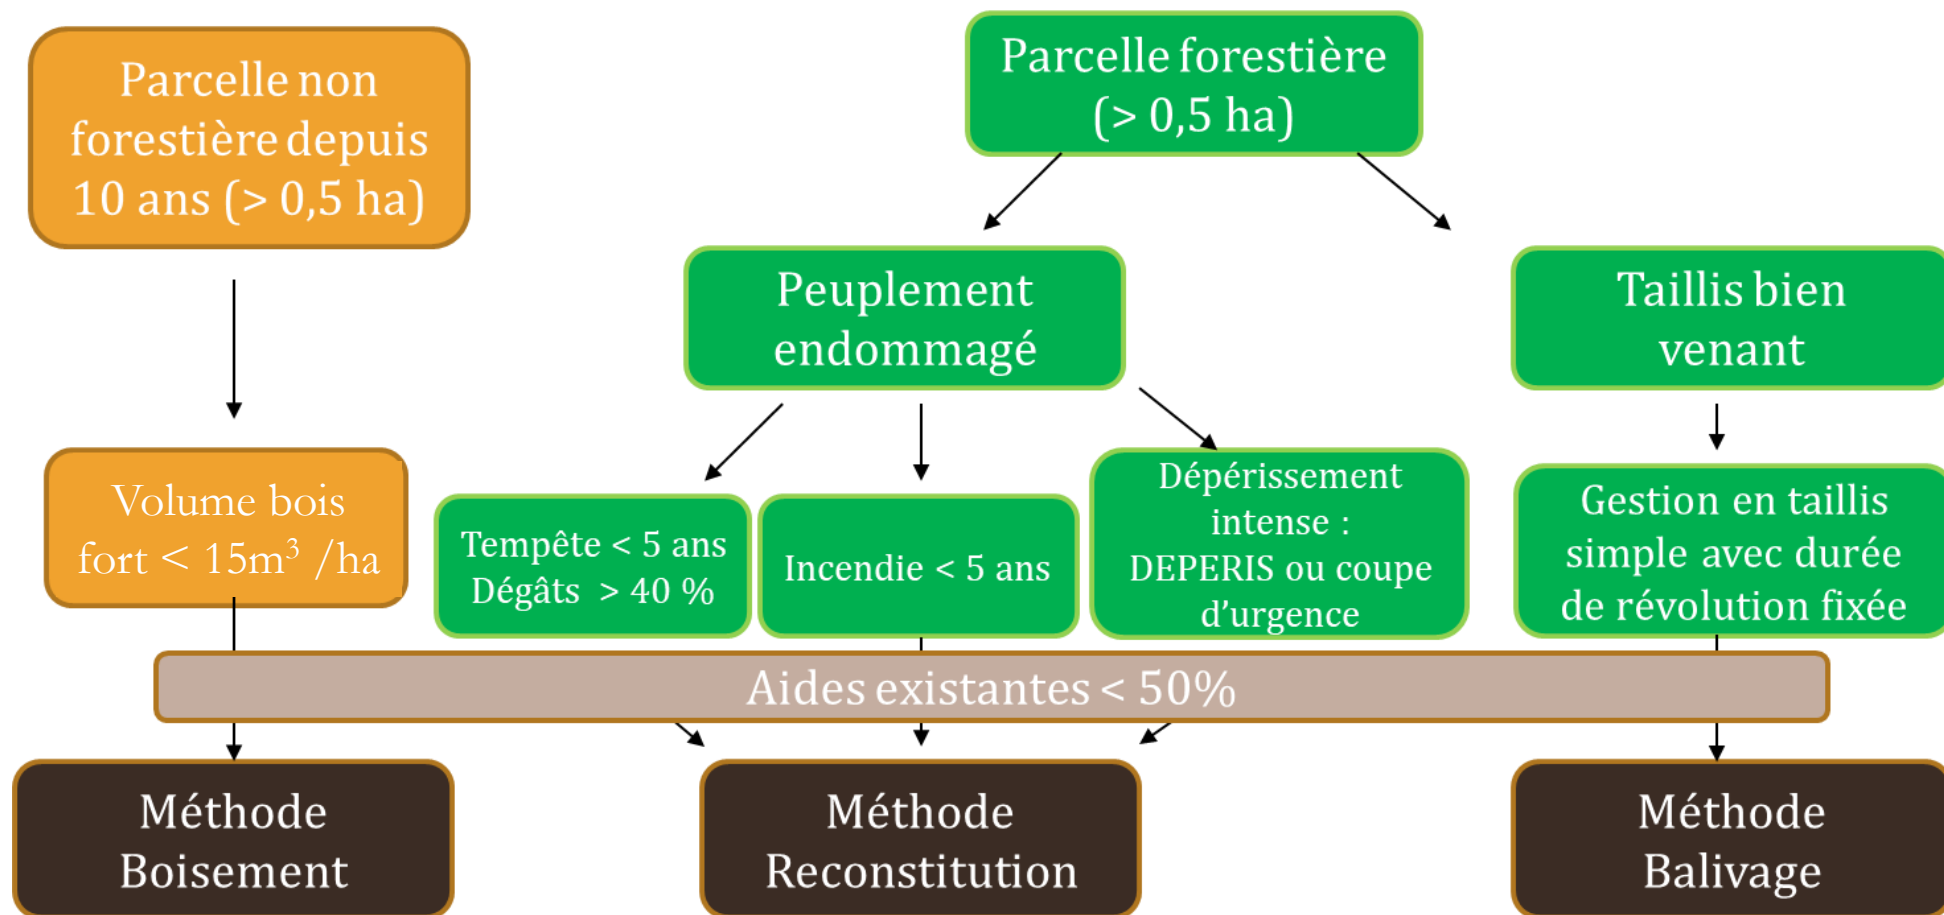 Parcelle non
forestière depuis
10 ans (> 0,5 ha)
Parcelle forestière
(> 0,5 ha)
Peuplement
endommagé
Taillis bien
venant
Volume bois
fort < 15m³ /ha
Tempête < 5 ans
Dégâts > 40 %
Incendie < 5 ans
Dépérissement
intense :
DEPERIS ou coupe
d'urgence
Gestion en taillis
simple avec durée
de révolution fixée
Aides existantes < 50%
Méthode
Boisement
Méthode
Reconstitution
Méthode
Balivage